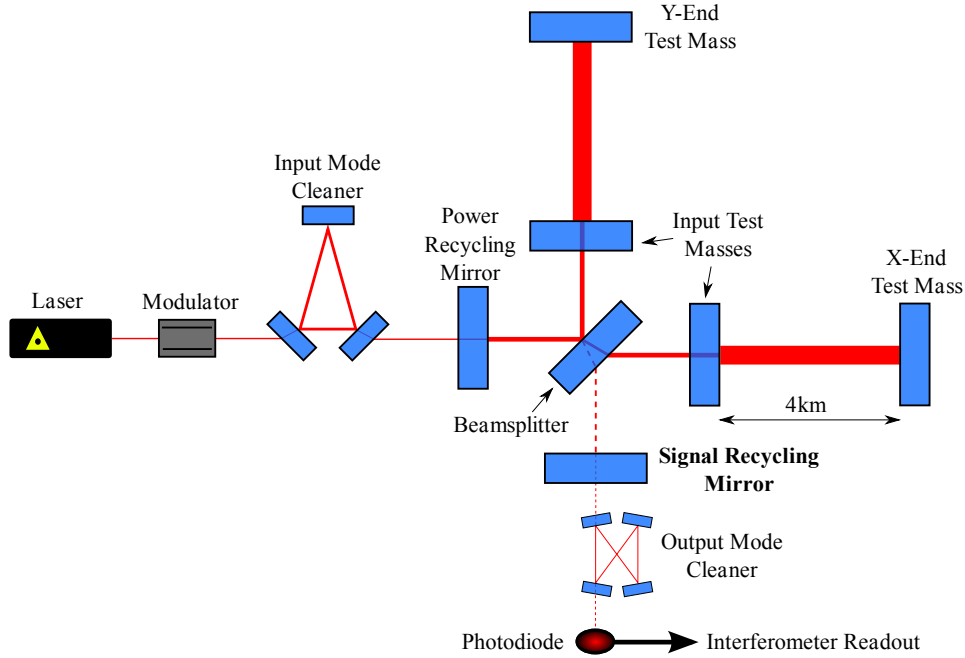 Y-End
Test Mass
Input Mode
Cleaner
Power
Recycling
Mirror
Input Test
Masses
X-End
Test Mass
Laser
Modulator
4km
Beamsplitter
Signal Recycling
Mirror
Output Mode
Cleaner
Photodiode
Interferometer Readout